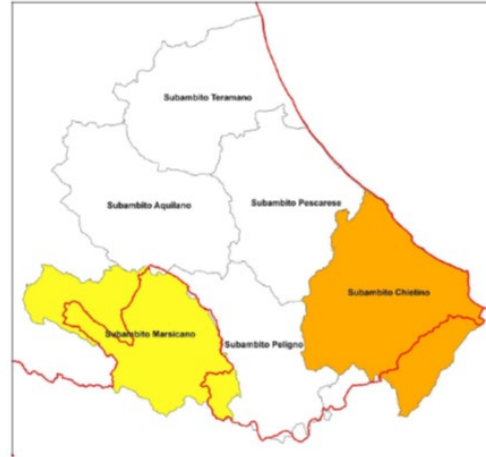 Subambito Teramano
Subambito Aquilano
Subambito Pescarese
Subambito Chietino
Subambito Marsicano
Subambito Peligno